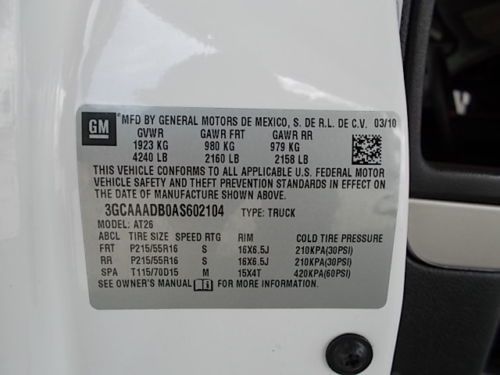 GM MFD BY GENERAL MOTORS DE MEXICO, S. DE R.L. DE C.V. 03/10
GVWR GAWR FRT GAWR RR
1923 KG 980 KG 979 KG
4240 LB 2160 LB 2158 LB
THIS VEHICLE CONFORMS TO ALL APPLICABLE U.S. FEDERAL MOTOR
VEHICLE SAFETY AND THEFT PREVENTION STANDARDS IN EFFECT ON
THE DATE OF MANUFACTURE SHOWN ABOVE.
3GCAAADB0AS602104 TYPE: TRUCK
MODEL: AT26
ABCL TIRE SIZE SPEED RTG RIM COLD TIRE PRESSURE
FRT P215/55R16 S 16X6.5J 210KPA(30PSI)
RR P215/55R16 S 16X6.5J 210KPA(30PSI)
SPA T115/70D15 M 15X4T 420KPA(60PSI)
SEE OWNER'S MANUAL FOR MORE INFORMATION.